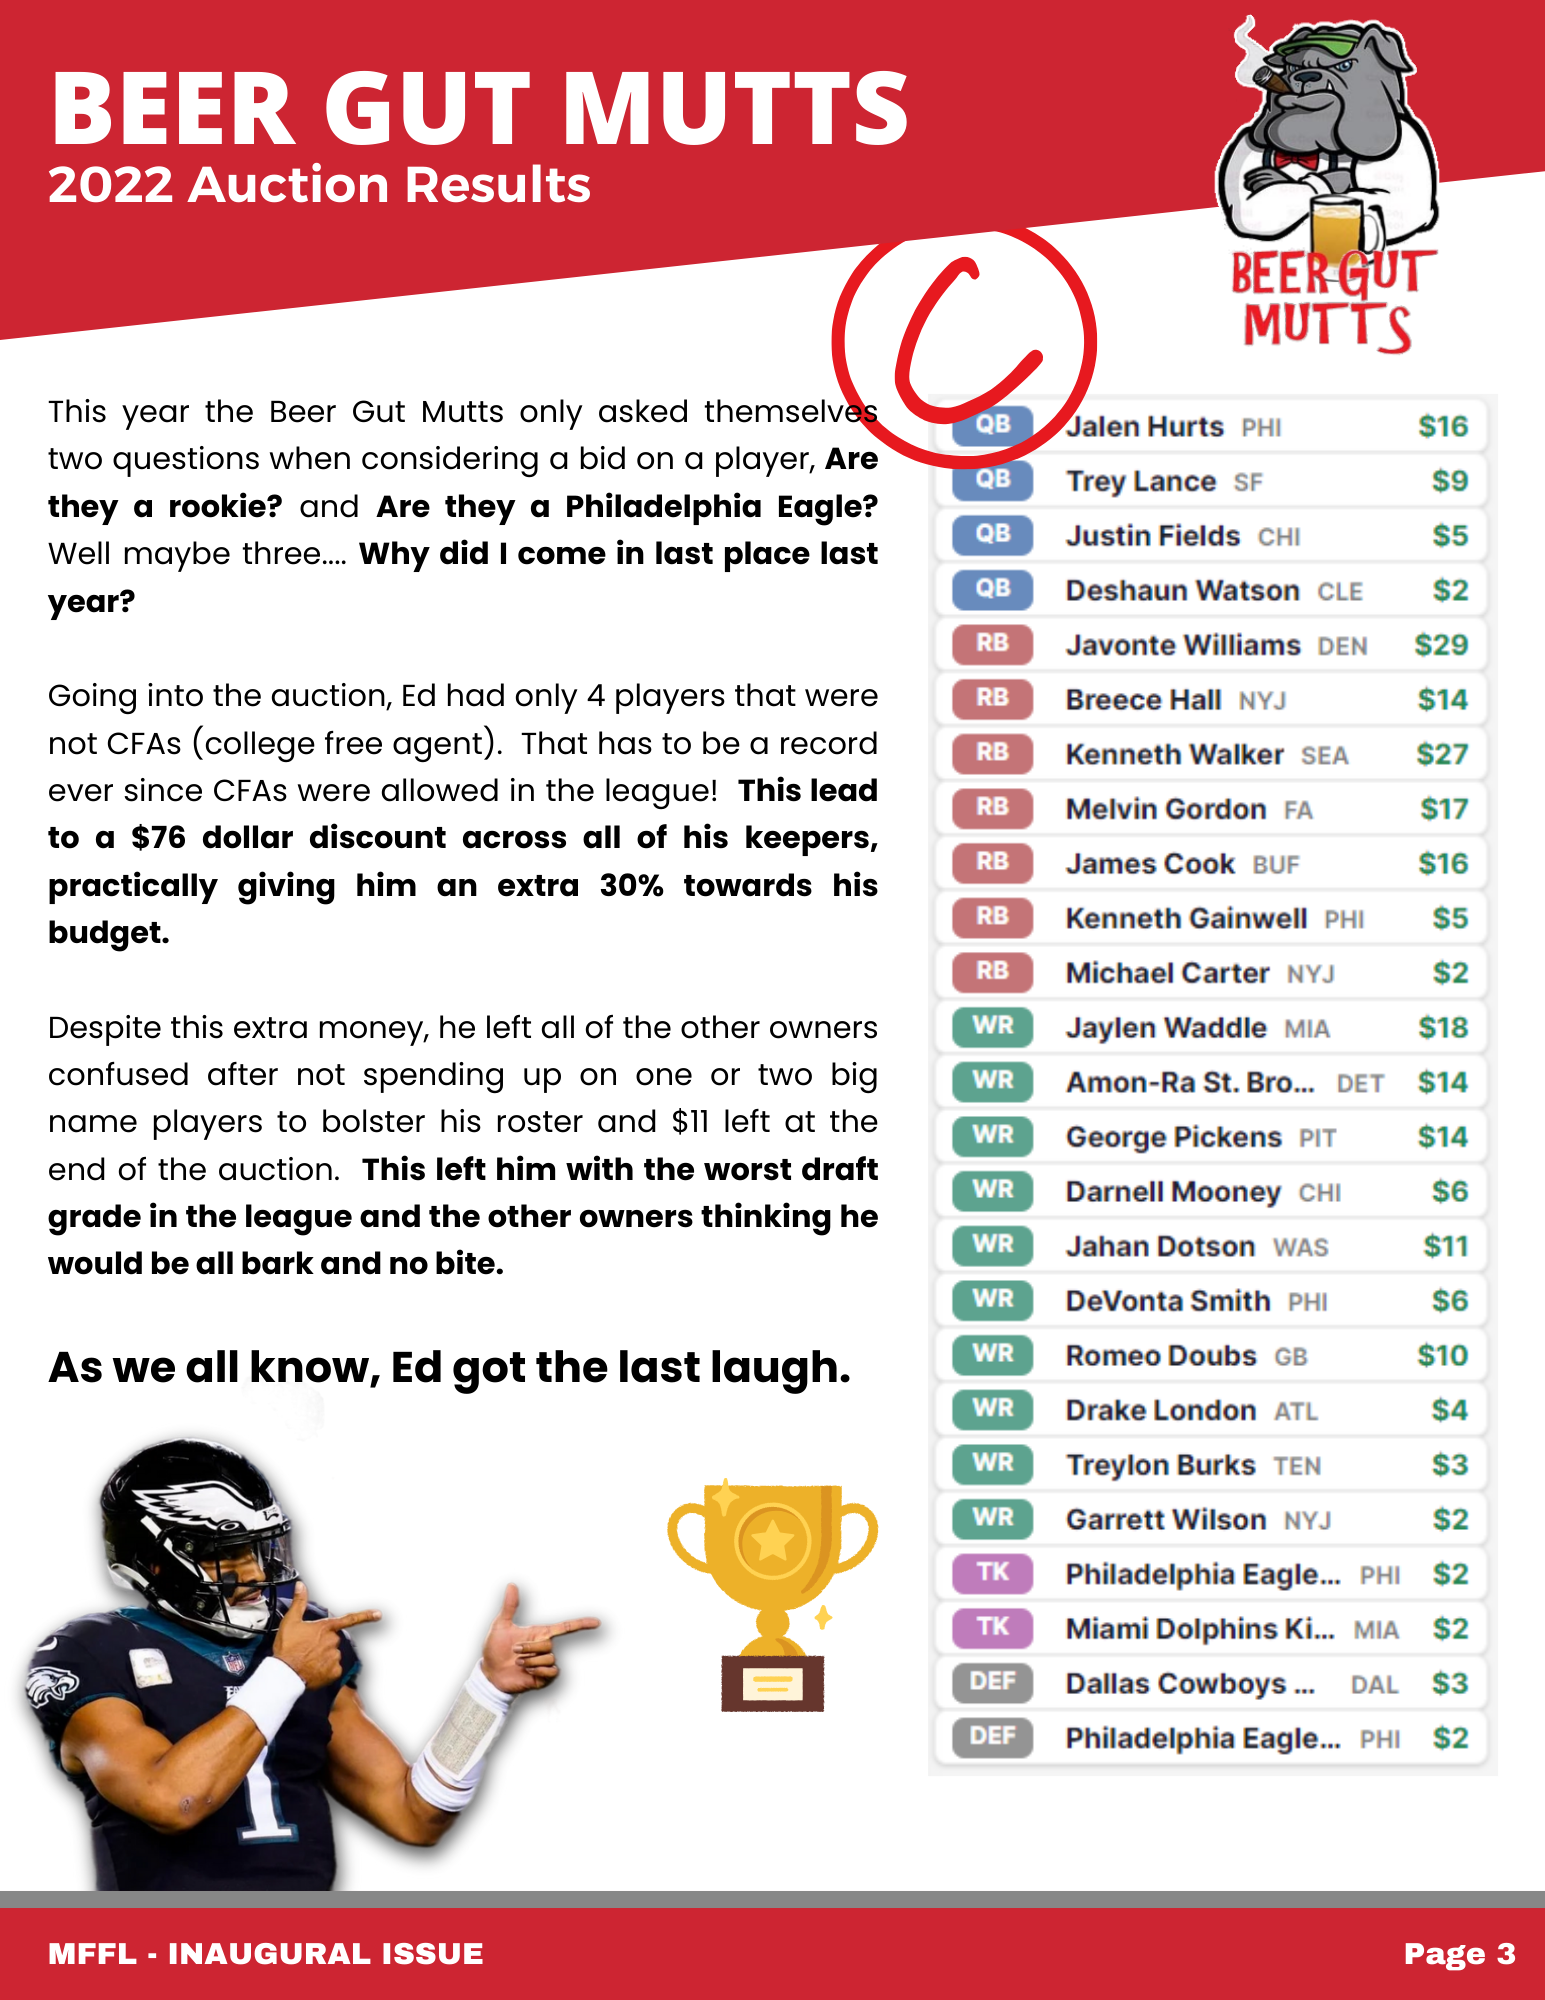 BEER GUT MUTTS
2022 Auction Results
BEER GUT
MUTTS
C
This year the Beer Gut Mutts only asked themselves
two questions when considering a bid on a player, Are
they a rookie? and Are they a Philadelphia Eagle?
Well maybe three.... Why did I come in last place last
year?
Going into the auction, Ed had only 4 players that were
not CFAs (college free agent). That has to be a record
ever since CFAs were allowed in the league! This lead
to a $76 dollar discount across all of his keepers,
practically giving him an extra 30% towards his
budget.
Despite this extra money, he left all of the other owners
confused after not spending up on one or two big
name players to bolster his roster and $11 left at the
end of the auction. This left him with the worst draft
grade in the league and the other owners thinking he
would be all bark and no bite.
As we all know, Ed got the last laugh.
QB Jalen Hurts PHI $16
QB Trey Lance SF $9
QB Justin Fields CHI $5
QB Deshaun Watson CLE $2
RB Javonte Williams DEN $29
RB Breece Hall NYJ $14
RB Kenneth Walker SEA $27
RB Melvin Gordon FA $17
RB James Cook BUF $16
RB Kenneth Gainwell PHI $5
RB Michael Carter NYJ $2
WR Jaylen Waddle MIA $18
WR Amon-Ra St. Bro... DET $14
WR George Pickens PIT $14
WR Darnell Mooney CHI $6
WR Jahan Dotson WAS $11
WR DeVonta Smith PHI $6
WR Romeo Doubs GB $10
WR Drake London ATL $4
WR Treylon Burks TEN $3
WR Garrett Wilson NYJ $2
TK Philadelphia Eagle... PHI $2
TK Miami Dolphins Ki... MIA $2
DEF Dallas Cowboys ... DAL $3
DEF Philadelphia Eagle... PHI $2
1
MFFL - INAUGURAL ISSUE
Page 3